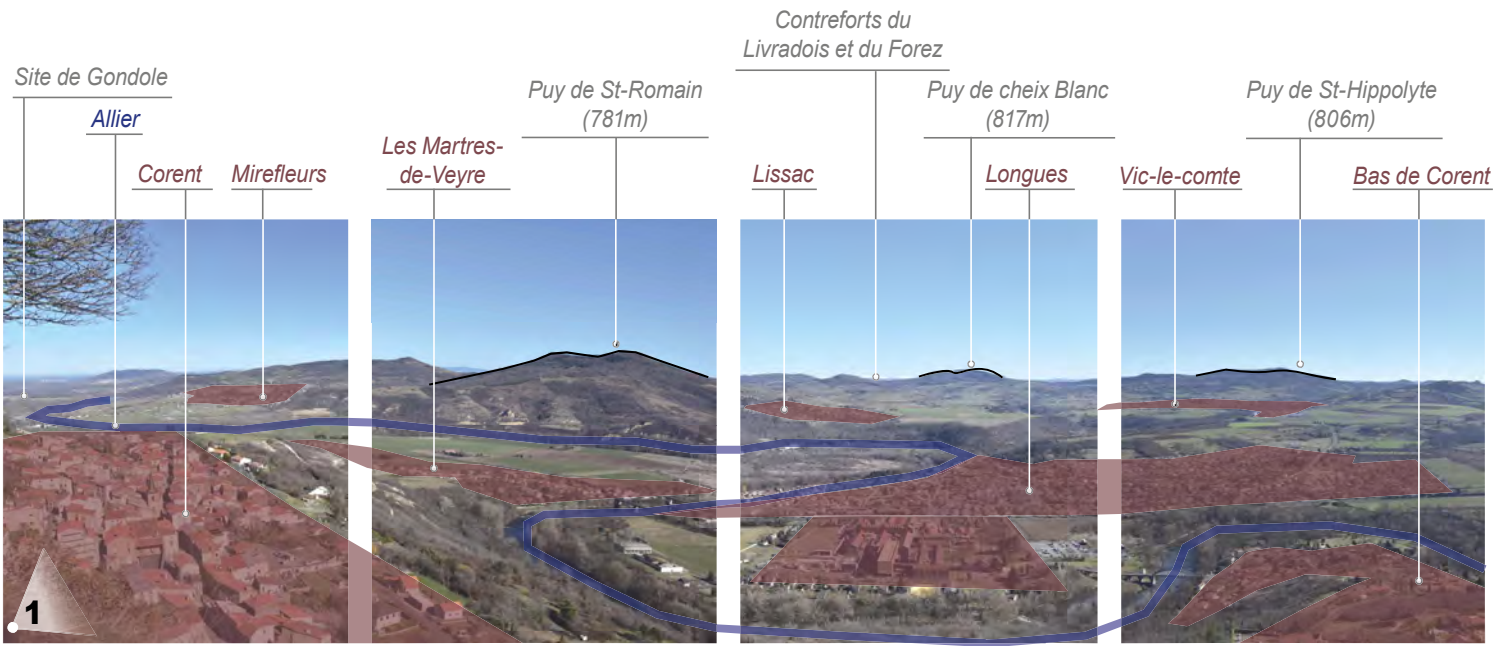 Contreforts du
Livradois et du Forez
Site de Gondole
Allier
Corent
Mirefleurs
Les Martres-
de-Veyre
Puy de St-Romain
(781m)
Lissac
Puy de cheix Blanc
(817m)
Longues
Vic-le-comte
Puy de St-Hippolyte
(806m)
Bas de Corent
1